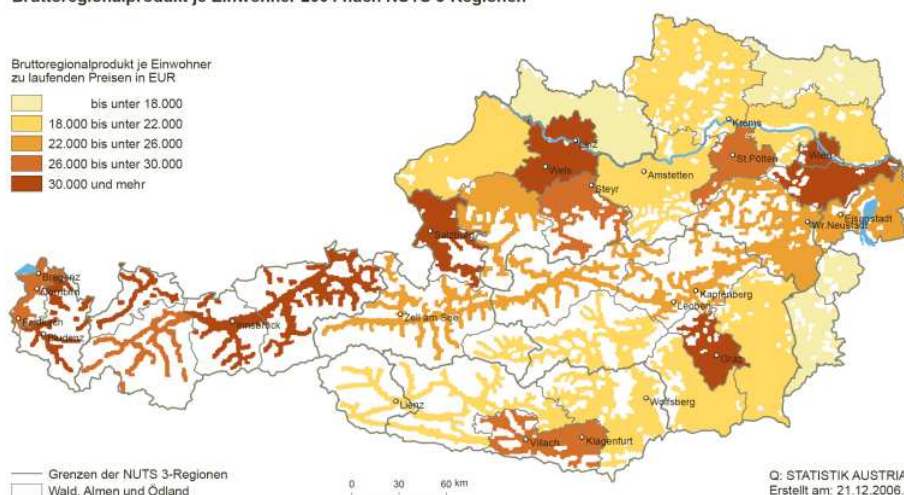 Bruttoregionalprodukt je Einwohner 2004 nach NUTS 3-Regionen
Bruttoregionalprodukt je Einwohner
zu laufenden Preisen in EUR
bis unter 18.000
18.000 bis unter 22.000
22.000 bis unter 26.000
26.000 bis unter 30.000
30.000 und mehr
Krems
Linz
Wien
St.Pölten
Wels
Amstetten
Steyr
Eisenstadt
Wr.Neustadt
Salzburg
Bregenz
Dornbirn
Kapfenberg
Leoben
Feldkirch
Innsbruck
Zell am See
Bludenz
Graz
Lienz
Wolfsberg
Villach
Klagenfurt
Grenzen der NUTS 3-Regionen
Wald, Almen und Ödland
0 30 60 km
Q: STATISTIK AUSTRIA
Erstellt am: 21.12.2006.